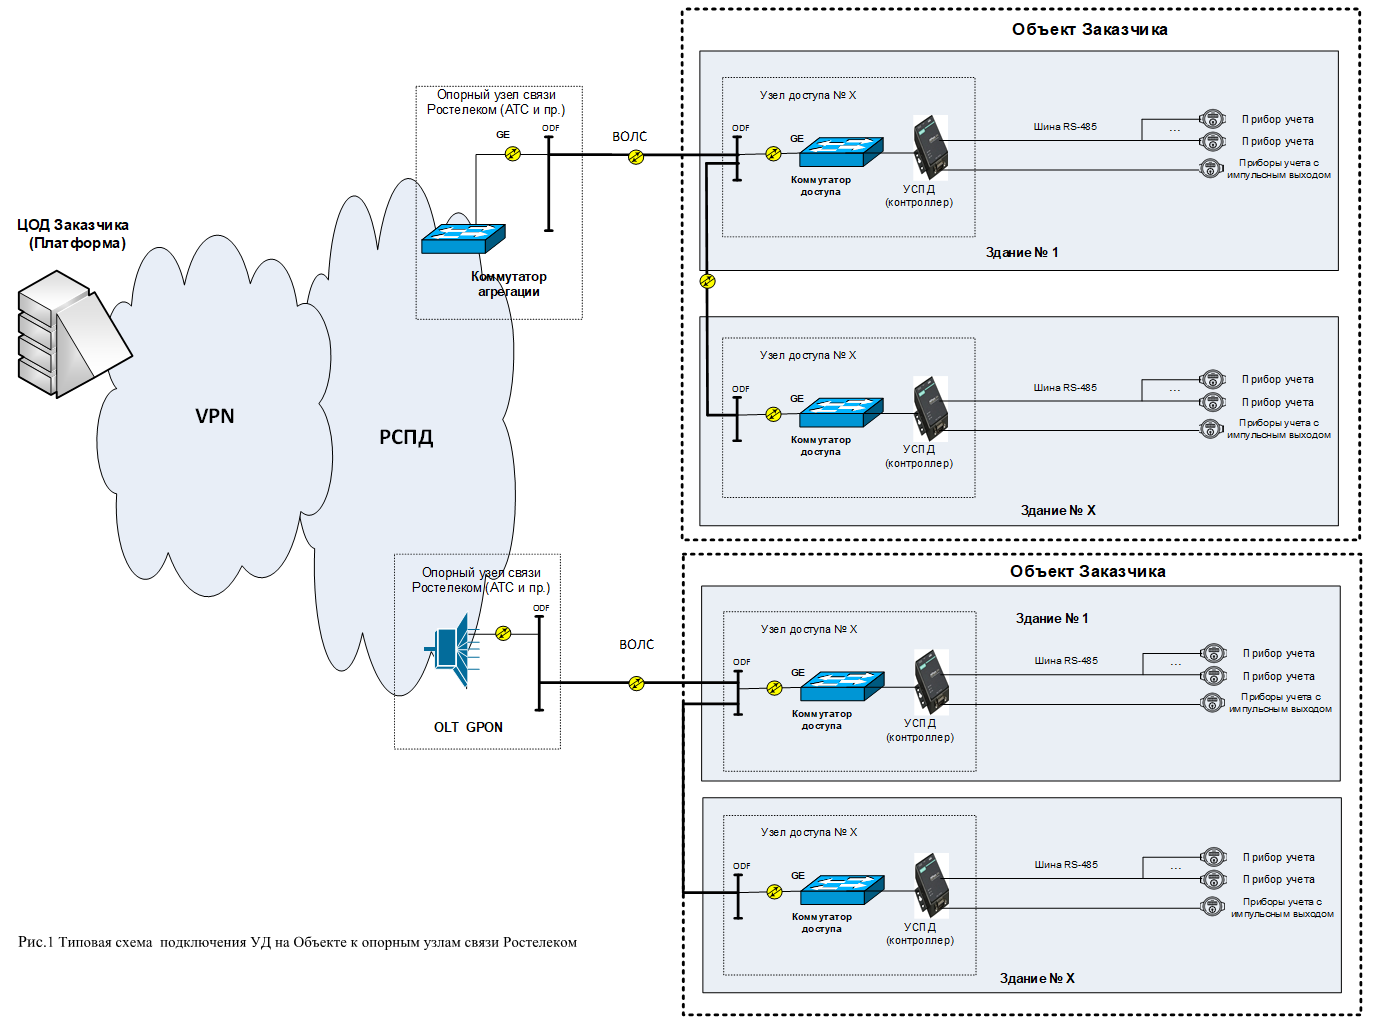 Объект Заказчика
Узел доступа № X
ODF
GE
Коммутатор
доступа
УСПД
(контроллер)
Шина RS-485
...
Прибор учета
Прибор учета
Приборы учета с
импульсным выходом
Здание № 1
Узел доступа № X
ODF
GE
Коммутатор
доступа
УСПД
(контроллер)
Шина RS-485
...
Прибор учета
Прибор учета
Приборы учета с
импульсным выходом
Здание № X
Опорный узел связи
Ростелеком (АТС и пр.)
GE
ODF
ВОЛС
Коммутатор
агрегации
ЦОД Заказчика
(Платформа)
VPN
РСПД
Опорный узел связи
Ростелеком (АТС и пр.)
ODF
ВОЛС
OLT GPON
Объект Заказчика
Здание № 1
Узел доступа № X
ODF
GE
Коммутатор
доступа
УСПД
(контроллер)
Шина RS-485
...
Прибор учета
Прибор учета
Приборы учета с
импульсным выходом
Узел доступа № X
ODF
GE
Коммутатор
доступа
УСПД
(контроллер)
Шина RS-485
...
Прибор учета
Прибор учета
Приборы учета с
импульсным выходом
Здание № X
Рис.1 Типовая схема подключения УД на Объекте к опорным узлам связи Ростелеком